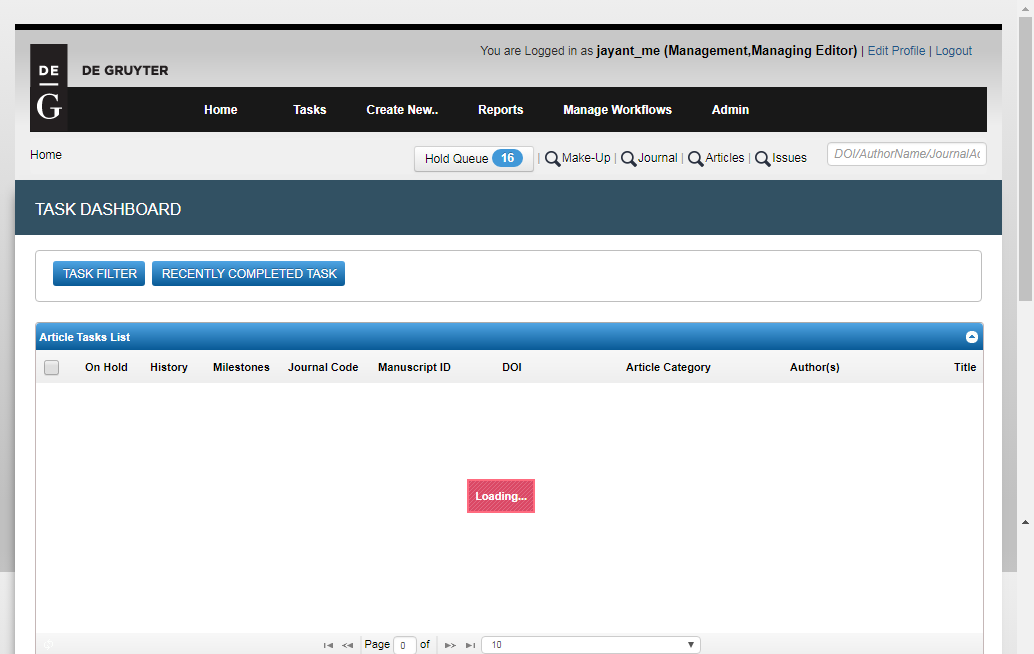 You are Logged in as jayant_me (Management,Managing Editor) | Edit Profile | Logout
DE
G
DE GRUYTER
Home Tasks Create New.. Reports Manage Workflows Admin
Home
Hold Queue 16 | Make-Up | Journal | Articles | Issues
DOI/AuthorName/JournalAc
TASK DASHBOARD
TASK FILTER RECENTLY COMPLETED TASK
Article Tasks List
On Hold History Milestones Journal Code Manuscript ID DOI Article Category Author(s) Title
Loading...
Page 0 of 10